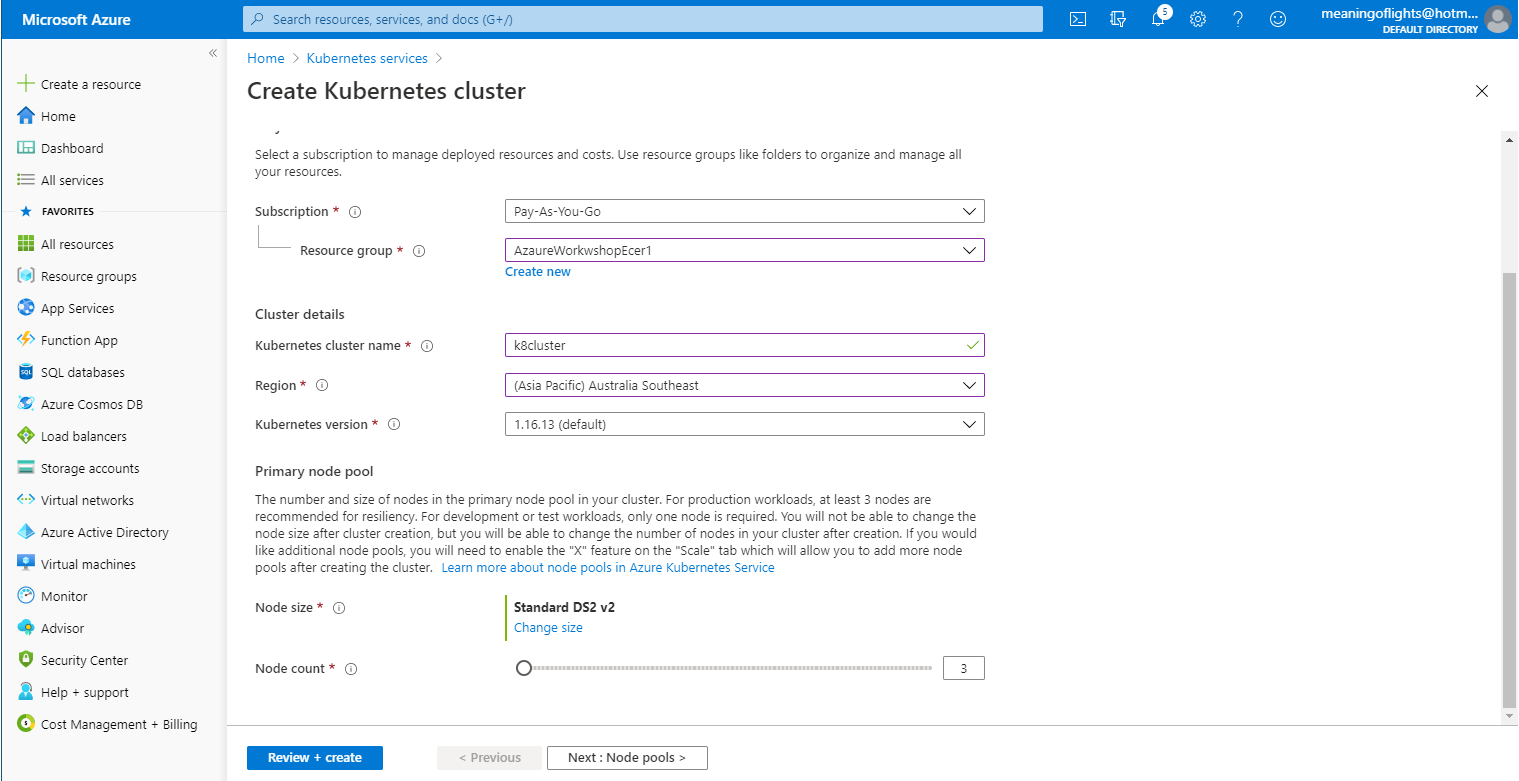 Microsoft Azure
Search resources, services, and docs (G+/)
5
meaningoflights@hotm...
DEFAULT DIRECTORY
«
Create a resource
Home
Dashboard
All services
FAVORITES
All resources
Resource groups
App Services
Function App
SQL databases
Azure Cosmos DB
Load balancers
Storage accounts
Virtual networks
Azure Active Directory
Virtual machines
Monitor
Advisor
Security Center
Help + support
Cost Management + Billing
Home > Kubernetes services >
Create Kubernetes cluster
Select a subscription to manage deployed resources and costs. Use resource groups like folders to organize and manage all
your resources.
Subscription *
Pay-As-You-Go
Resource group *
AzaureWorkwshopEcer1
Create new
Cluster details
Kubernetes cluster name *
k8cluster
Region *
(Asia Pacific) Australia Southeast
Kubernetes version *
1.16.13 (default)
Primary node pool
The number and size of nodes in the primary node pool in your cluster. For production workloads, at least 3 nodes are
recommended for resiliency. For development or test workloads, only one node is required. You will not be able to change the
node size after cluster creation, but you will be able to change the number of nodes in your cluster after creation. If you would
like additional node pools, you will need to enable the "X" feature on the "Scale" tab which will allow you to add more node
pools after creating the cluster. Learn more about node pools in Azure Kubernetes Service
Node size *
Standard DS2 v2
Change size
Node count *
3
Review + create
< Previous
Next : Node pools >